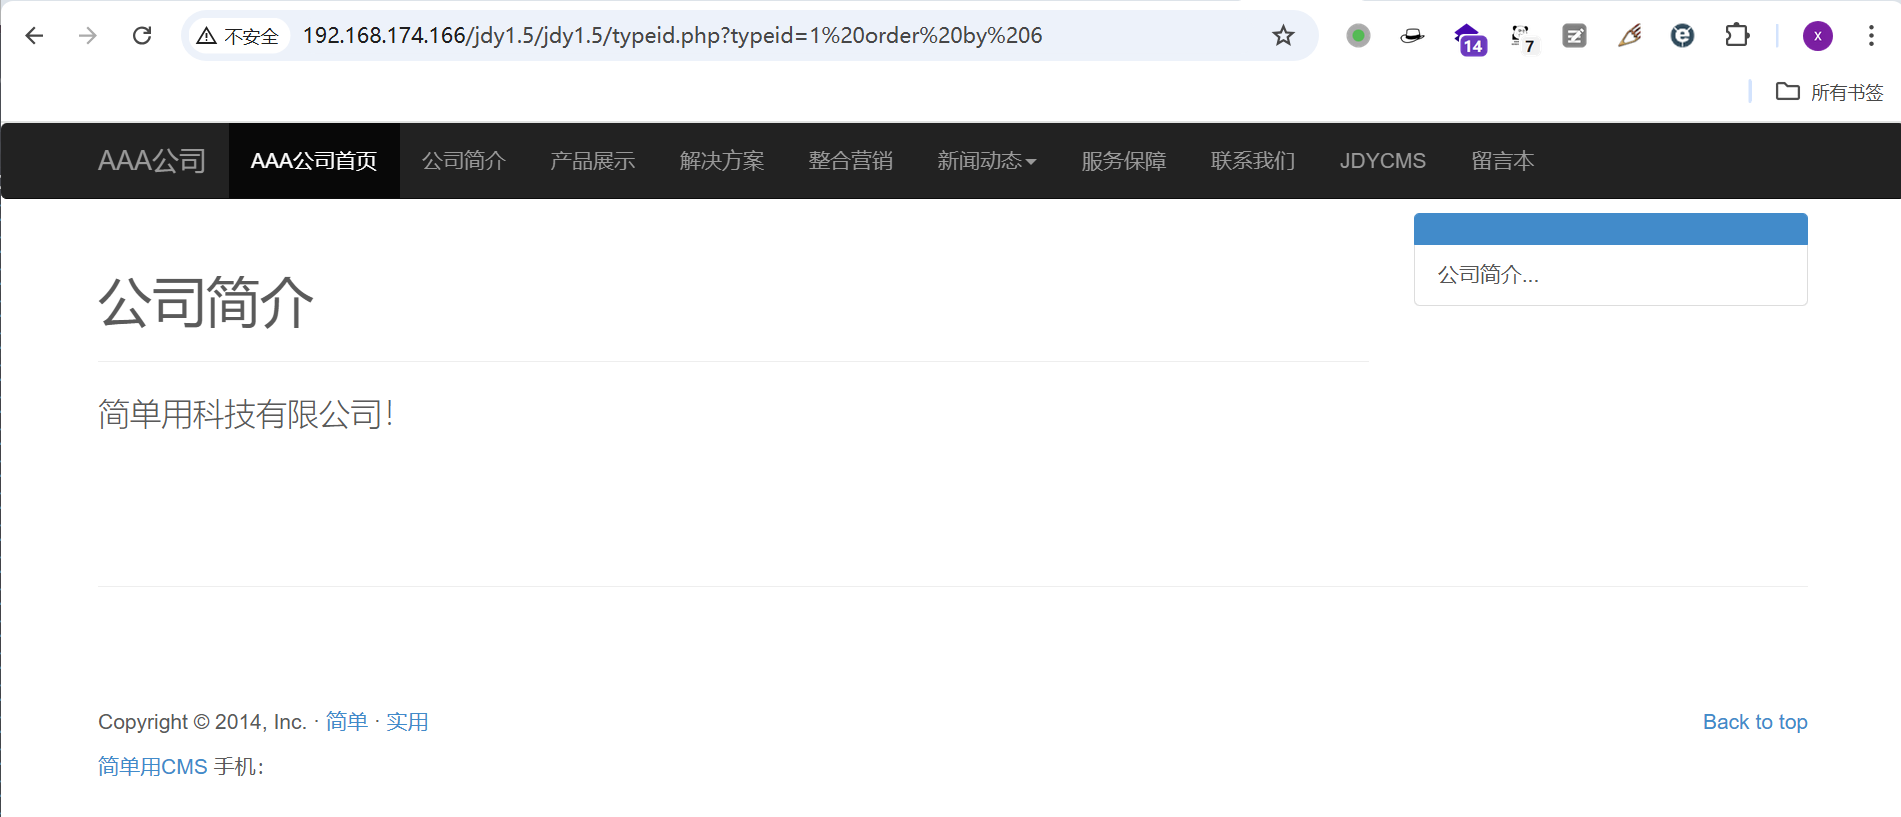 不安全 192.168.174.166/jdy1.5/jdy1.5/typeid.php?typeid=1%20order%20by%206 14 7 x
所有书签
AAA公司 AAA公司首页 公司简介 产品展示 解决方案 整合营销 新闻动态 服务保障 联系我们 JDYCMS 留言本
公司简介...
公司简介
简单用科技有限公司！
Copyright © 2014, Inc. · 简单 · 实用 Back to top
简单用CMS 手机：